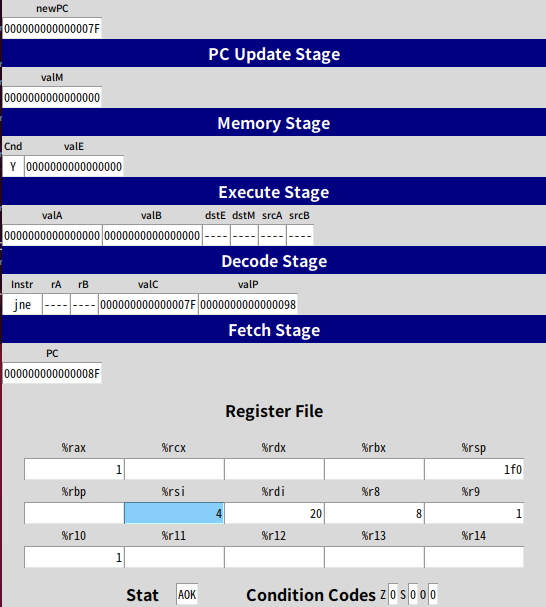 newPC
000000000000007F
PC Update Stage
valM
0000000000000000
Memory Stage
Cnd valE
Y 0000000000000000
Execute Stage
valA valB dstE dstM srcA srcB
0000000000000000 0000000000000000 ---- ---- ---- ----
Decode Stage
Instr rA rB valC valP
jne ---- ---- 000000000000007F 0000000000000098
Fetch Stage
PC
000000000000008F
Register File
%rax %rcx %rdx %rbx %rsp
1 1f0
%rbp %rsi %rdi %r8 %r9
4 20 8 1
%r10 %r11 %r12 %r13 %r14
1
Stat AOK Condition Codes Z 0 S 0 O 0